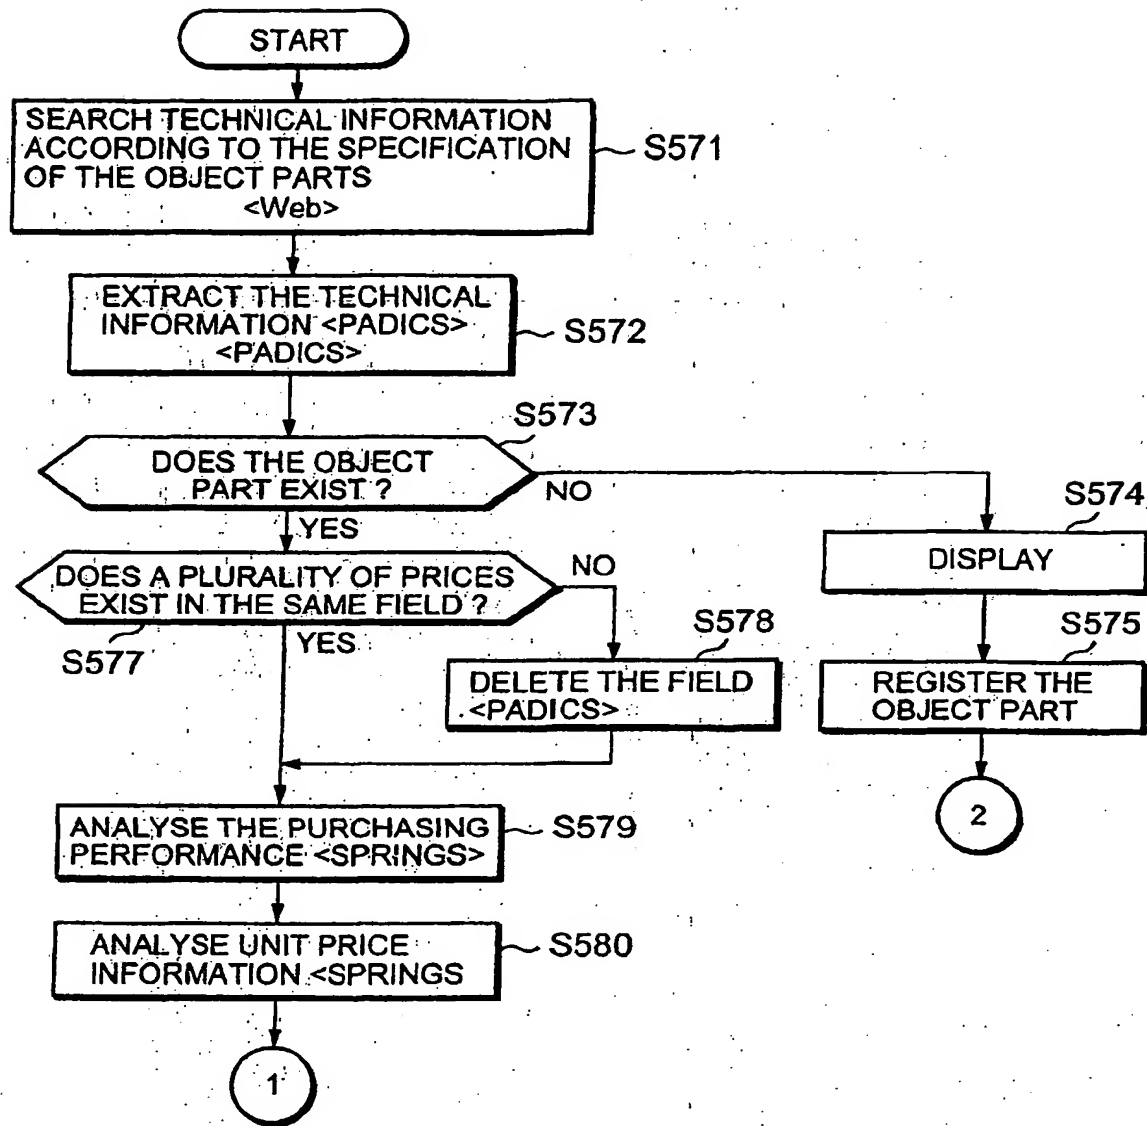 START
SEARCH TECHNICAL INFORMATION
ACCORDING TO THE SPECIFICATION
OF THE OBJECT PARTS
<Web>
S571
EXTRACT THE TECHNICAL
INFORMATION <PADICS>
<PADICS>
S572
S573
DOES THE OBJECT
PART EXIST ?
NO
YES
S574
DISPLAY
DOES A PLURALITY OF PRICES
EXIST IN THE SAME FIELD ?
NO
YES
S577
S578
DELETE THE FIELD
<PADICS>
S575
REGISTER THE
OBJECT PART
2
ANALYSE THE PURCHASING
PERFORMANCE <SPRINGS>
S579
ANALYSE UNIT PRICE
INFORMATION <SPRINGS
S580
1